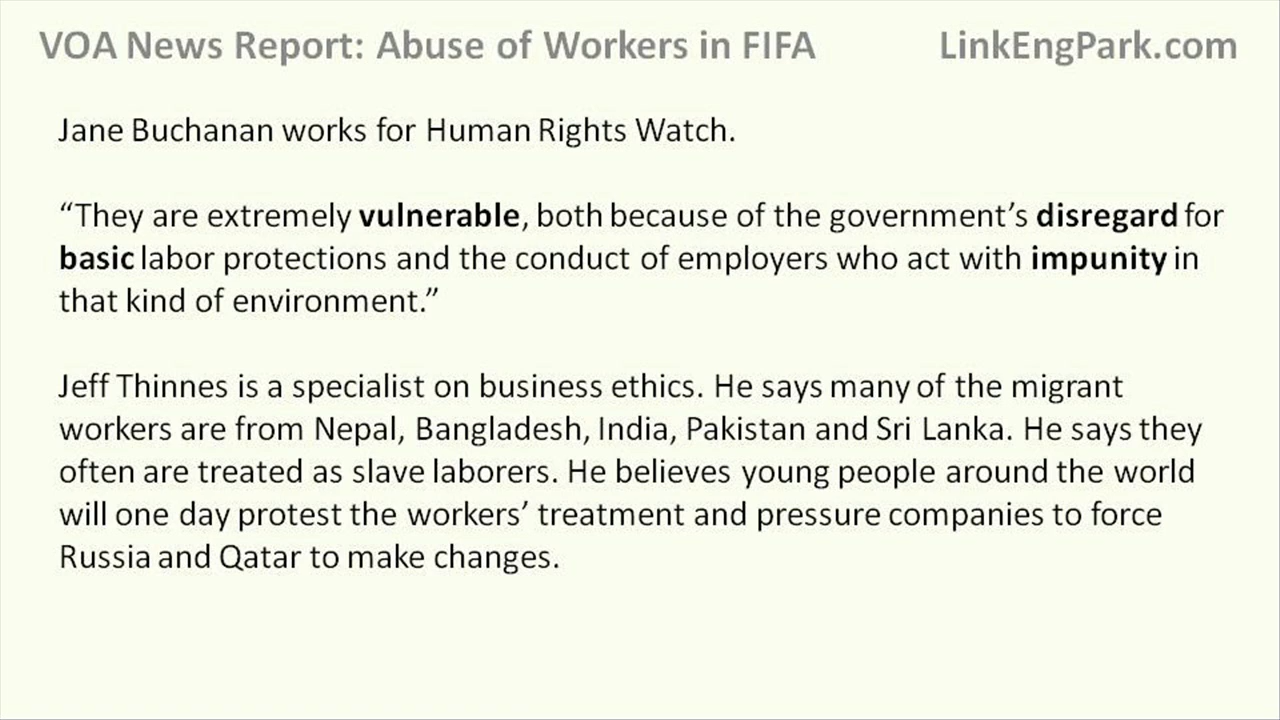 VOA News Report: Abuse of Workers in FIFA
LinkEngPark.com
Jane Buchanan works for Human Rights Watch.
“They are extremely vulnerable, both because of the government’s disregard for
basic labor protections and the conduct of employers who act with impunity in
that kind of environment.”
Jeff Thinnes is a specialist on business ethics. He says many of the migrant
workers are from Nepal, Bangladesh, India, Pakistan and Sri Lanka. He says they
often are treated as slave laborers. He believes young people around the world
will one day protest the workers’ treatment and pressure companies to force
Russia and Qatar to make changes.